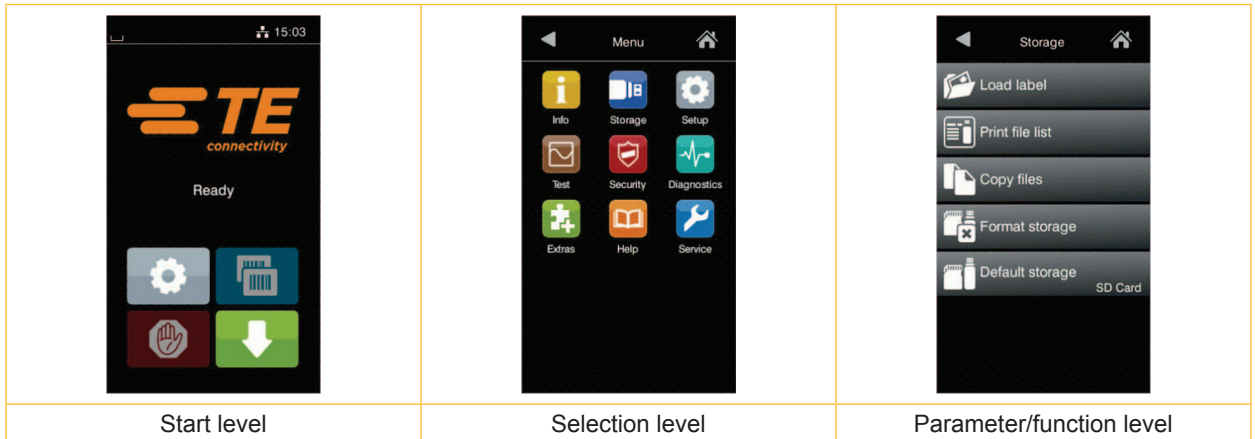 15:03
TE
connectivity
Ready
Start level
Menu
Info Storage Setup
Test Security Diagnostics
Extras Help Service
Selection level
Storage
Load label
Print file list
Copy files
Format storage
Default storage
SD Card
Parameter/function level